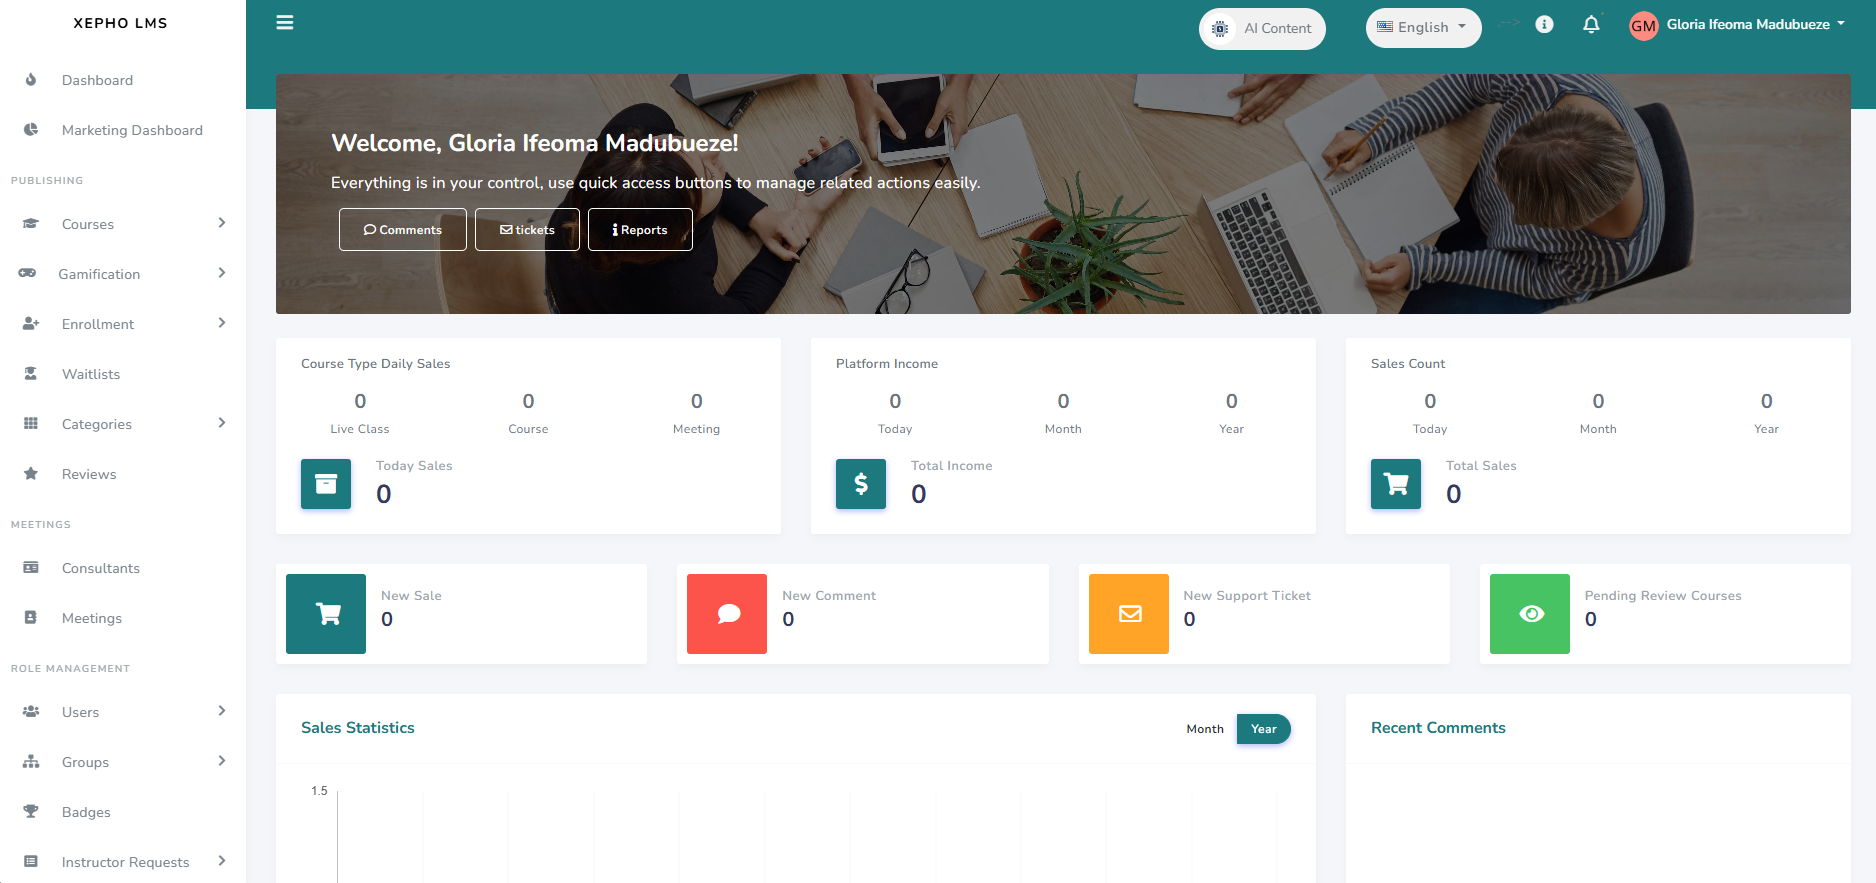 XEPHO LMS
Dashboard
Marketing Dashboard
PUBLISHING
Courses
Gamification
Enrollment
Waitlists
Categories
Reviews
MEETINGS
Consultants
Meetings
ROLE MANAGEMENT
Users
Groups
Badges
Instructor Requests
AI Content
English
-->
GM
Gloria Ifeoma Madubueze
Welcome, Gloria Ifeoma Madubueze!
Everything is in your control, use quick access buttons to manage related actions easily.
Comments
tickets
Reports
Course Type Daily Sales
0 0 0
Live Class Course Meeting
Today Sales
0
Platform Income
0 0 0
Today Month Year
Total Income
0
Sales Count
0 0 0
Today Month Year
Total Sales
0
New Sale
0
New Comment
0
New Support Ticket
0
Pending Review Courses
0
Sales Statistics
Month Year
1.5
Recent Comments